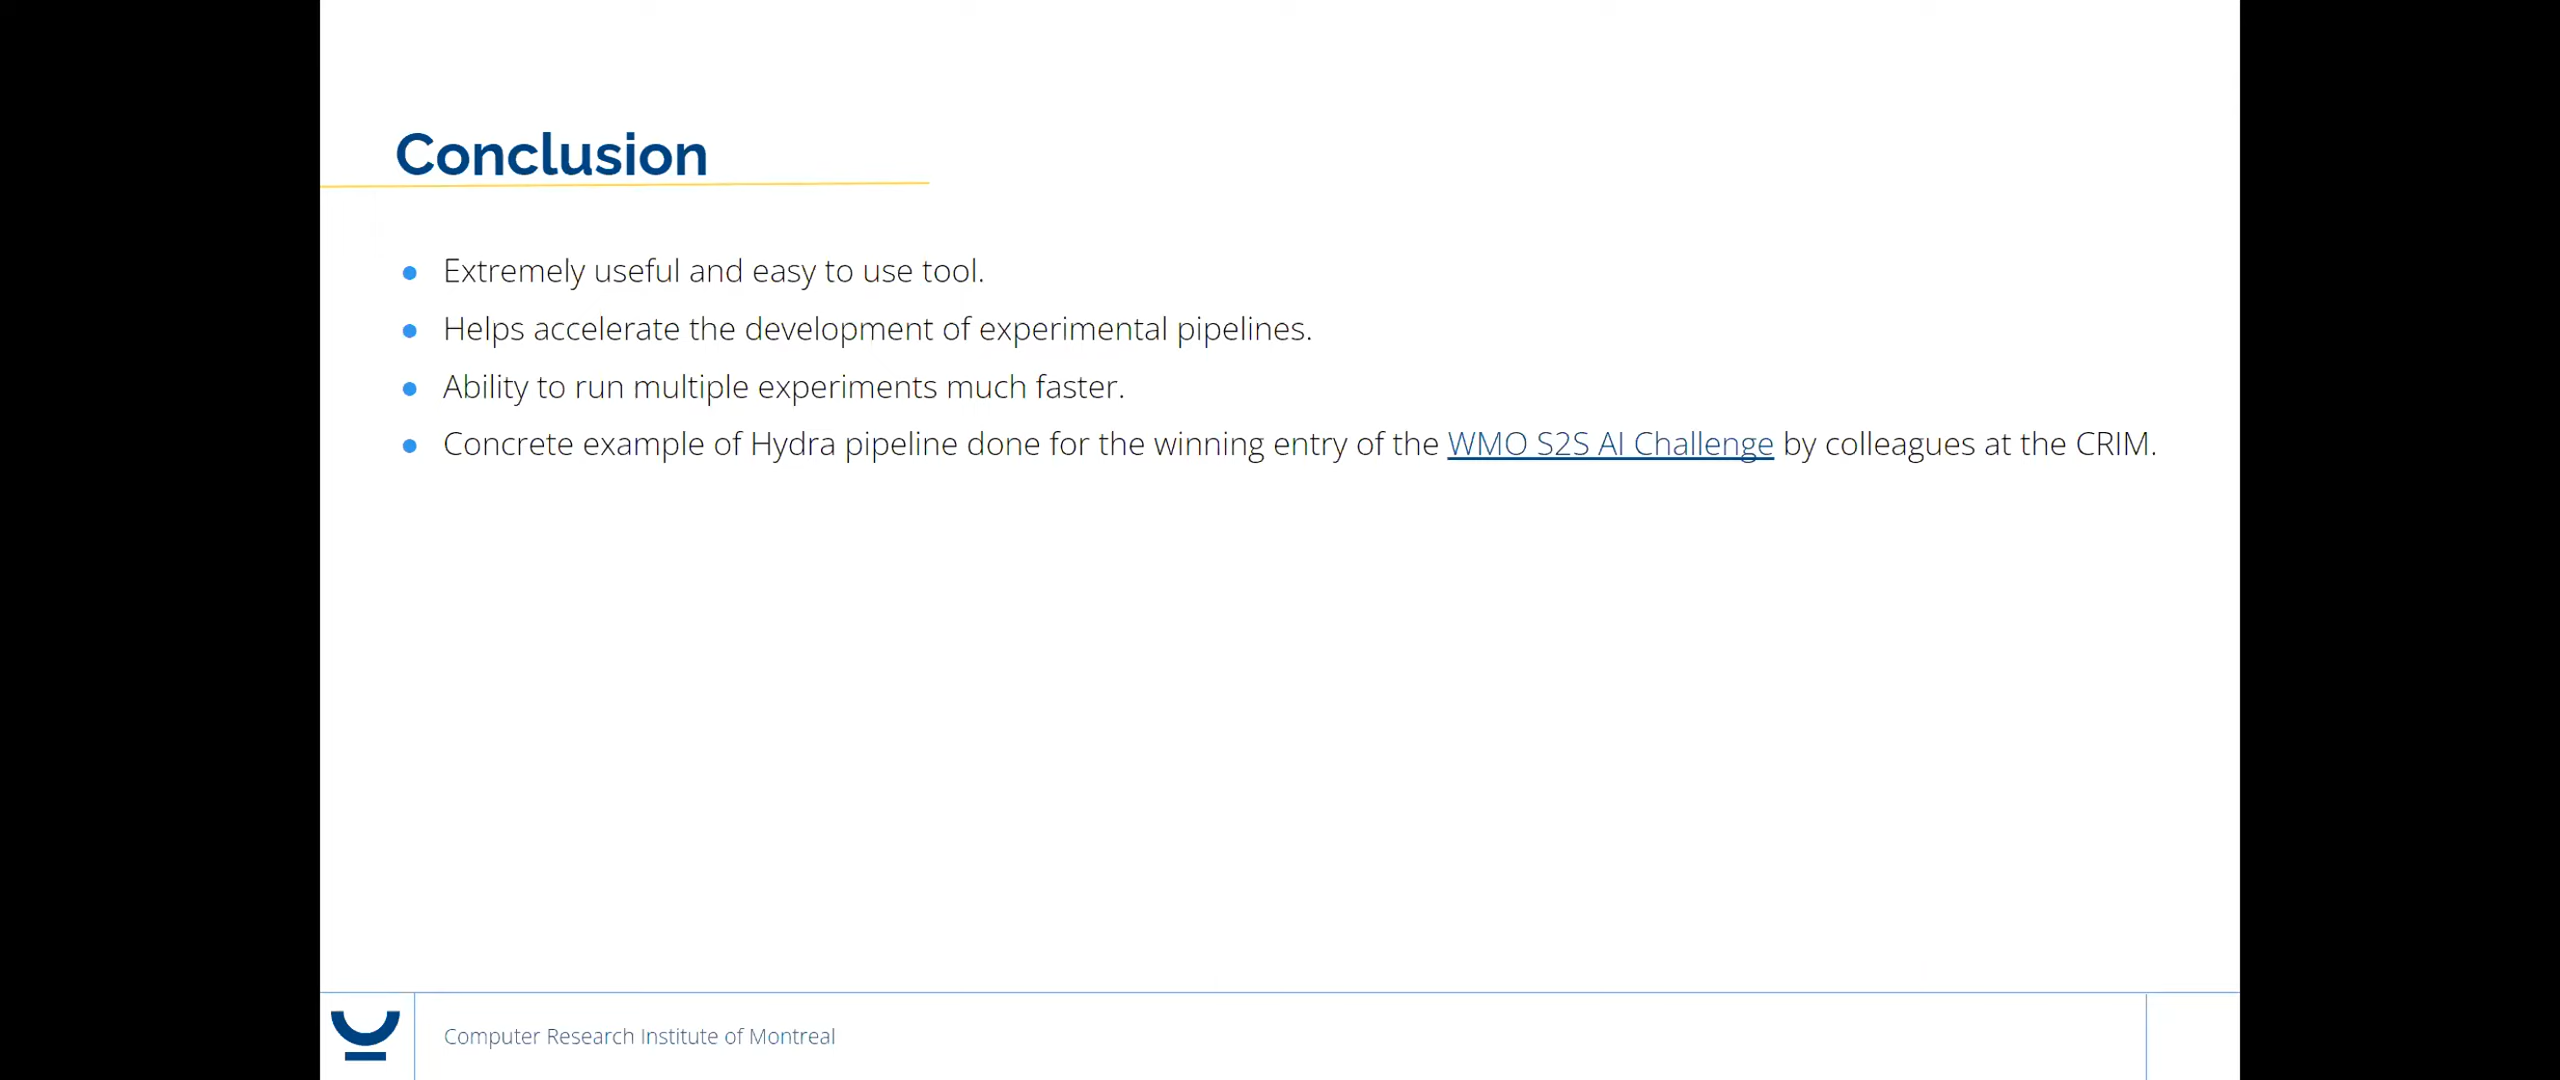 Conclusion
Extremely useful and easy to use tool.
Helps accelerate the development of experimental pipelines.
Ability to run multiple experiments much faster.
Concrete example of Hydra pipeline done for the winning entry of the WMO S2S AI Challenge by colleagues at the CRIM.
Computer Research Institute of Montreal